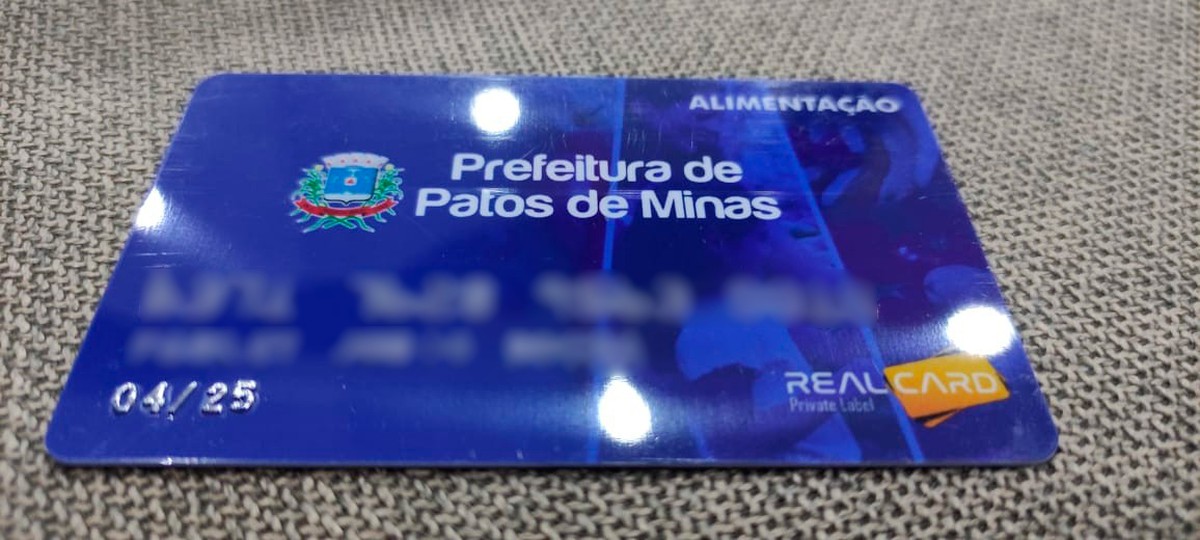 ALIMENTAÇÃO
Prefeitura de
Patos de Minas
04/25
REALCARD
Private Label